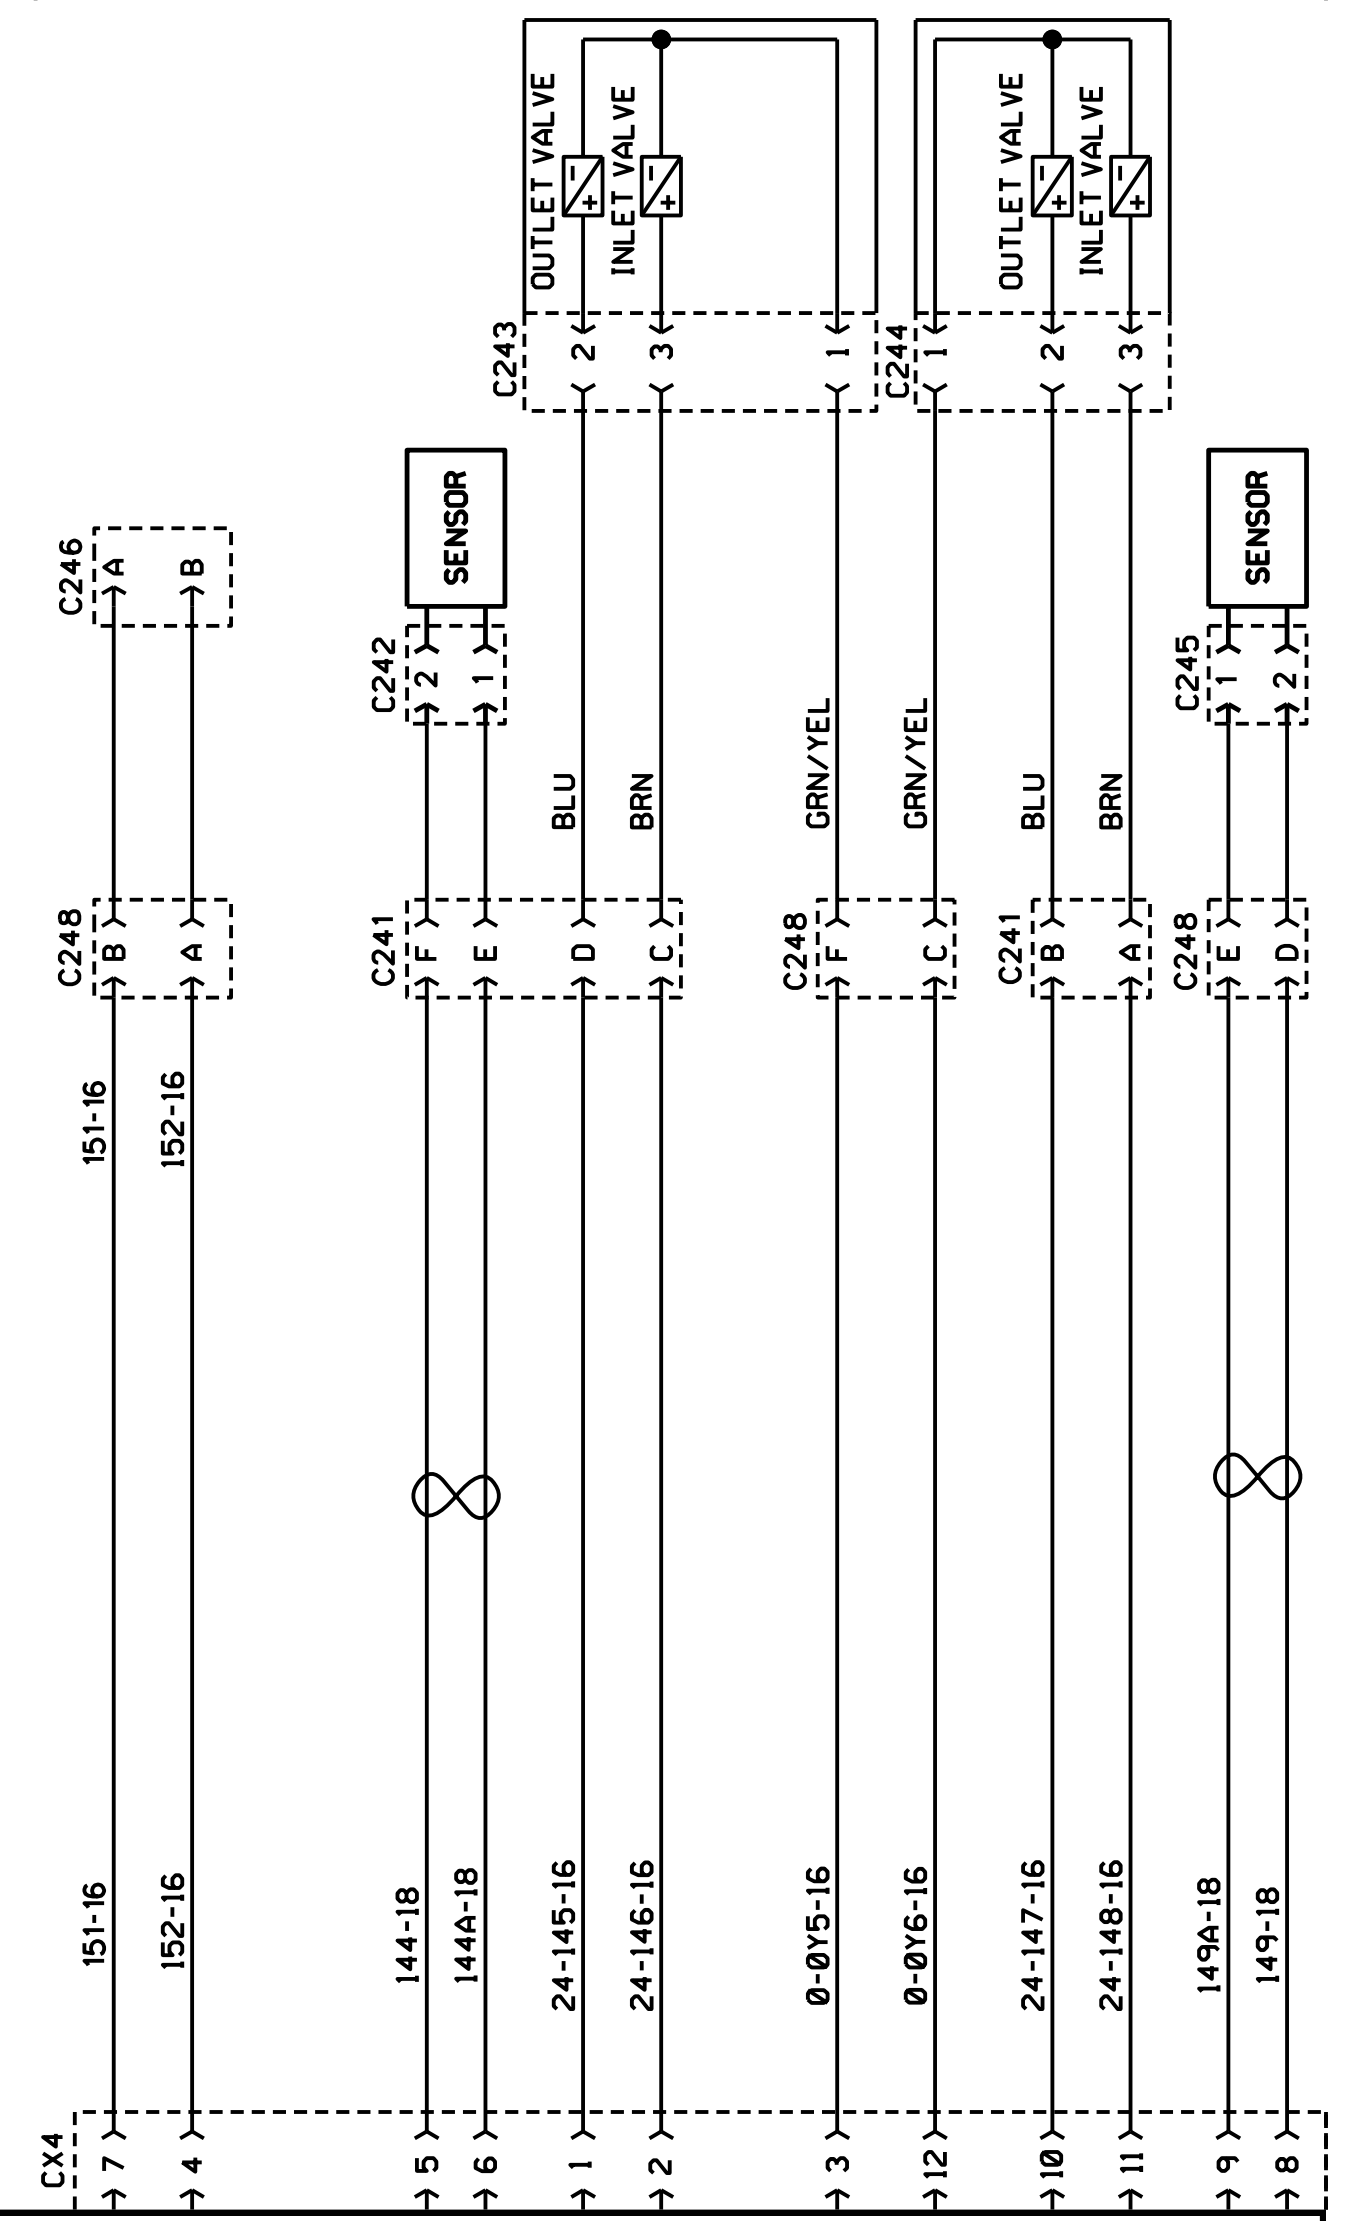 OUTLET VALVE
INLET VALVE
OUTLET VALVE
INLET VALVE
C243
2
3
1
C244
1
2
3
SENSOR
SENSOR
C246
A
B
C242
2
1
C245
1
2
BLU
BRN
GRN/YEL
GRN/YEL
BLU
BRN
C248
B
A
C241
F
E
D
C
C248
F
C
C241
B
A
C248
E
D
151-16
152-16
151-16
152-16
144-18
144A-18
24-145-16
24-146-16
0-0Y5-16
0-0Y6-16
24-147-16
24-148-16
149A-18
149-18
CX4
7
4
5
6
1
2
3
12
10
11
9
8